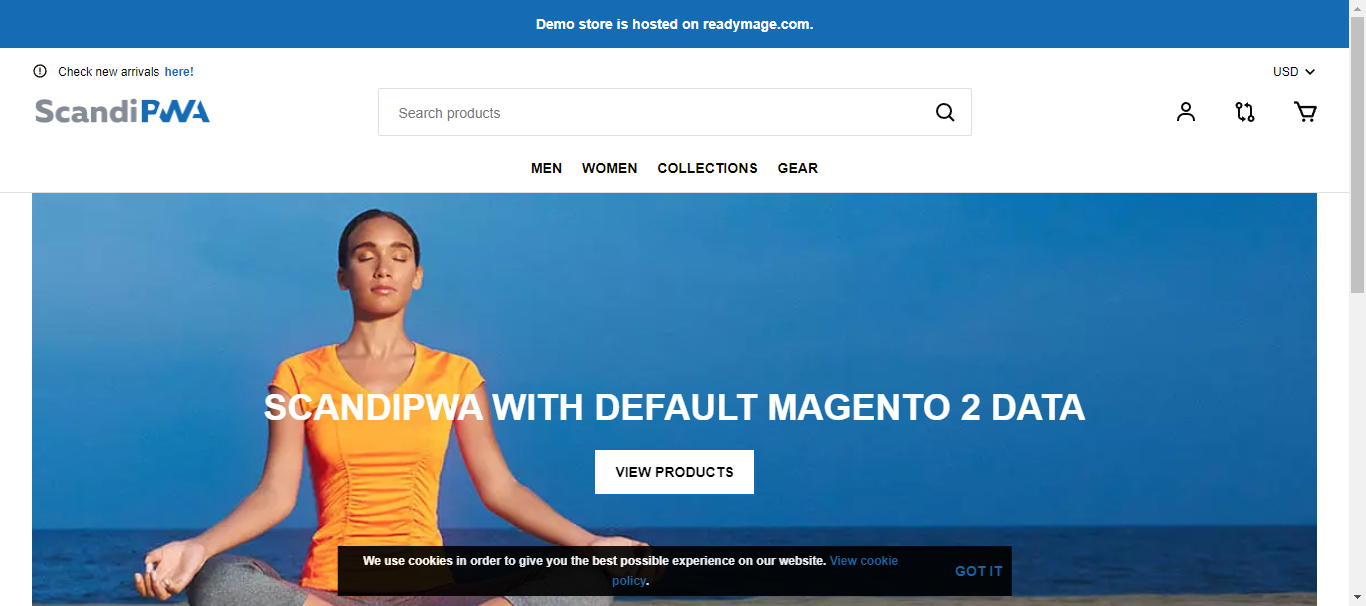 Demo store is hosted on readymage.com.
Check new arrivals here!
USD
ScandiPWA
Search products
MEN WOMEN COLLECTIONS GEAR
SCANDIPWA WITH DEFAULT MAGENTO 2 DATA
VIEW PRODUCTS
We use cookies in order to give you the best possible experience on our website. View cookie
policy.
GOT IT